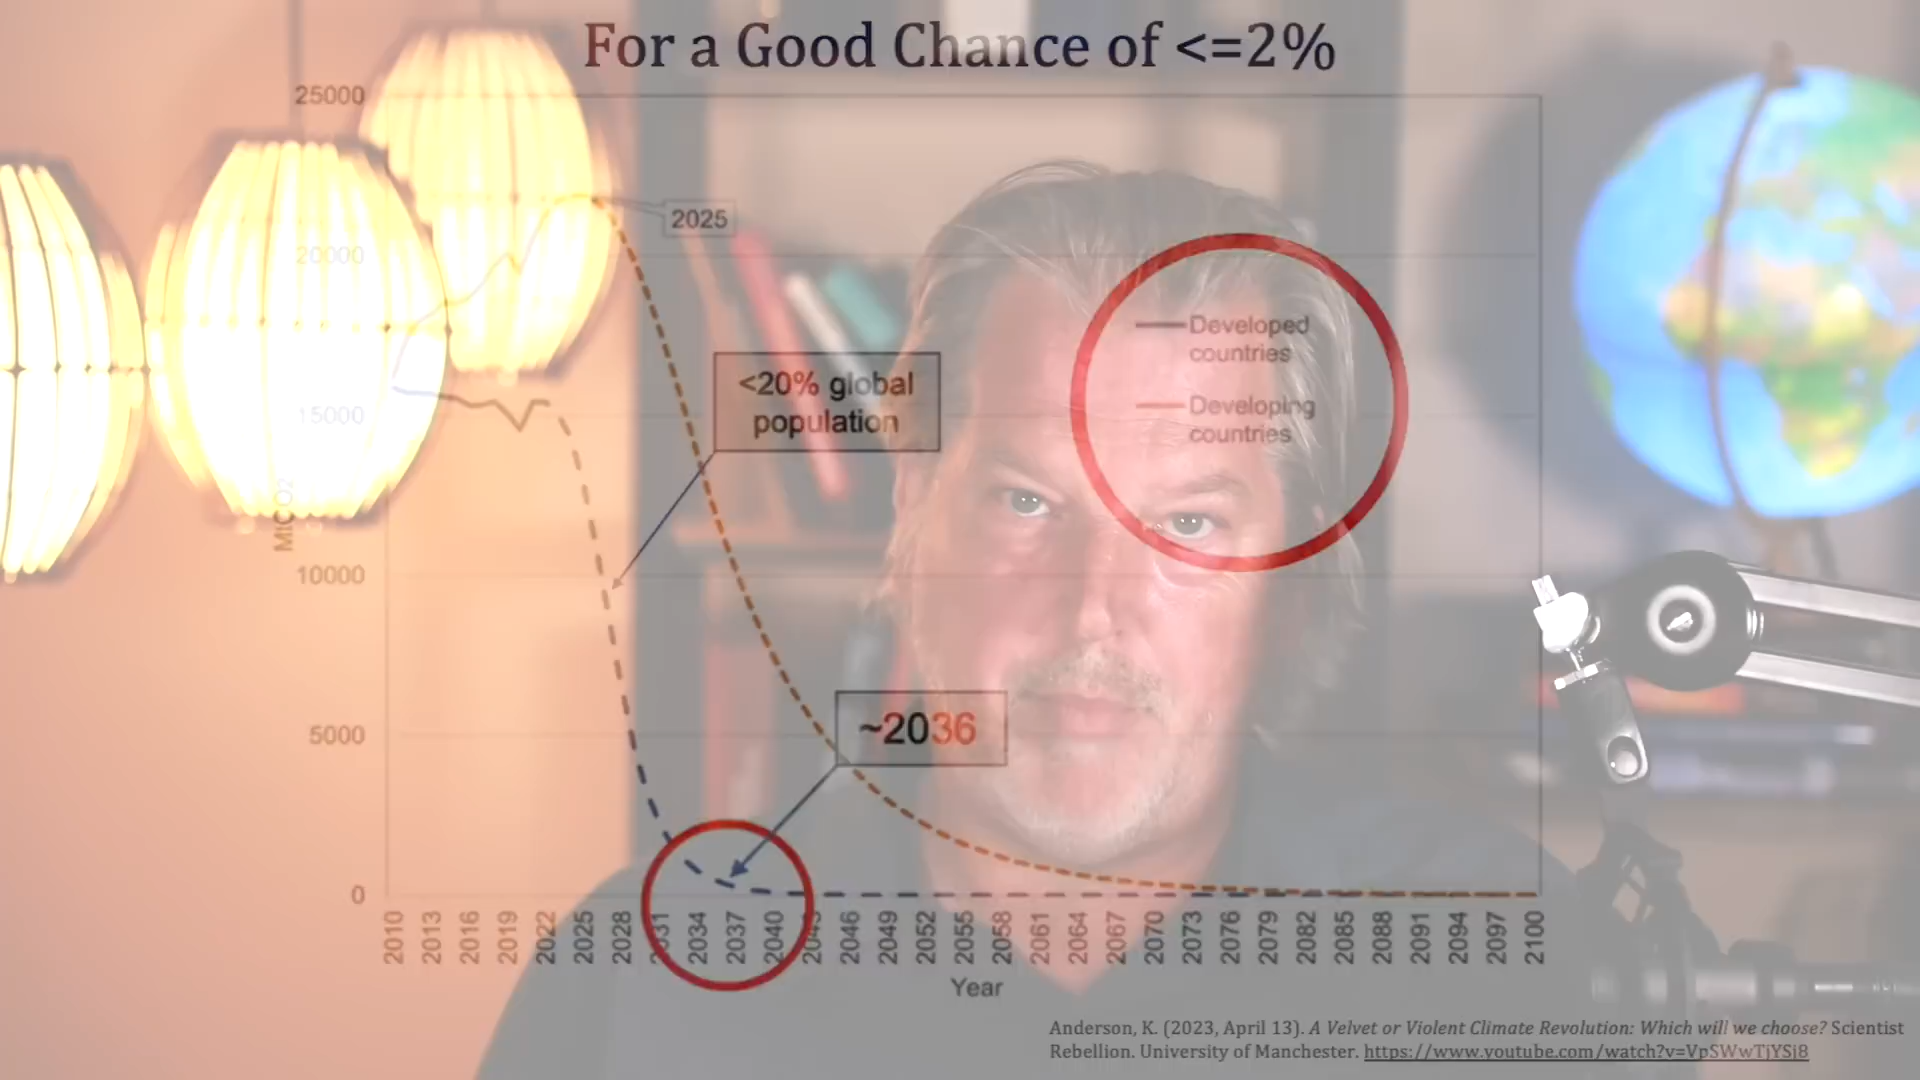 For a Good Chance of <=2%
25000
20000
15000
10000
5000
0
MtCO2
2025
<20% global
population
Developed
countries
Developing
countries
~2036
2010 2013 2016 2019 2022 2025 2028 2031 2034 2037 2040 2043 2046 2049 2052 2055 2058 2061 2064 2067 2070 2073 2076 2079 2082 2085 2088 2091 2094 2097 2100
Year
Anderson, K. (2023, April 13). A Velvet or Violent Climate Revolution: Which will we choose? Scientist
Rebellion. University of Manchester. https://www.youtube.com/watch?v=VpSWwTjYSj8